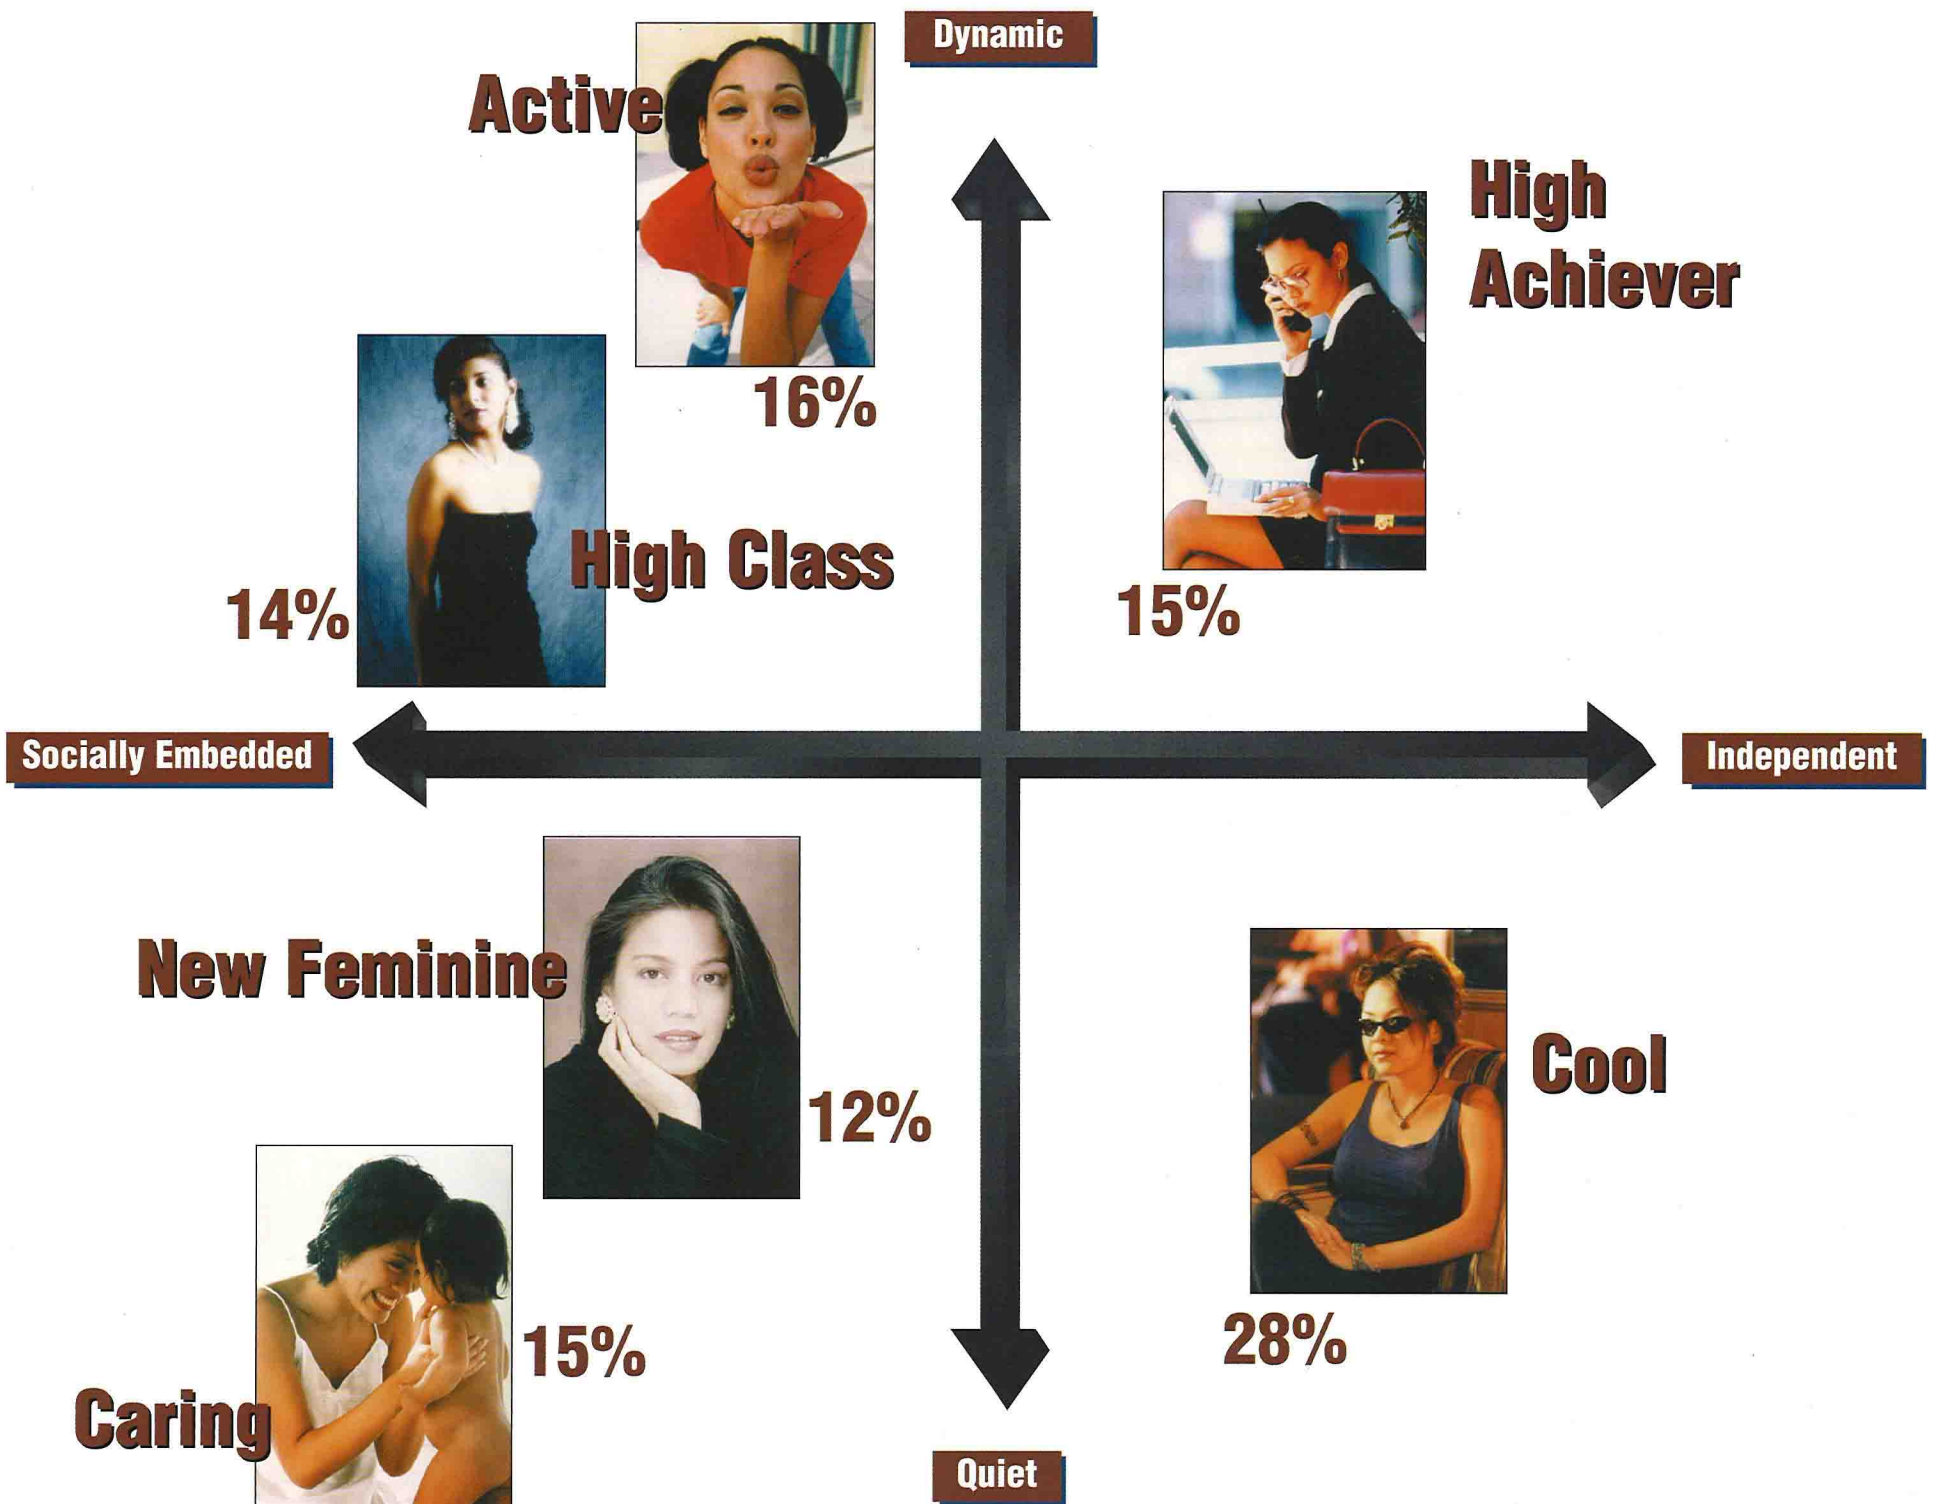 Dynamic
Active
High
Achiever
16%
High Class
14%
15%
Socially Embedded
Independent
New Feminine
Cool
12%
28%
15%
Caring
Quiet